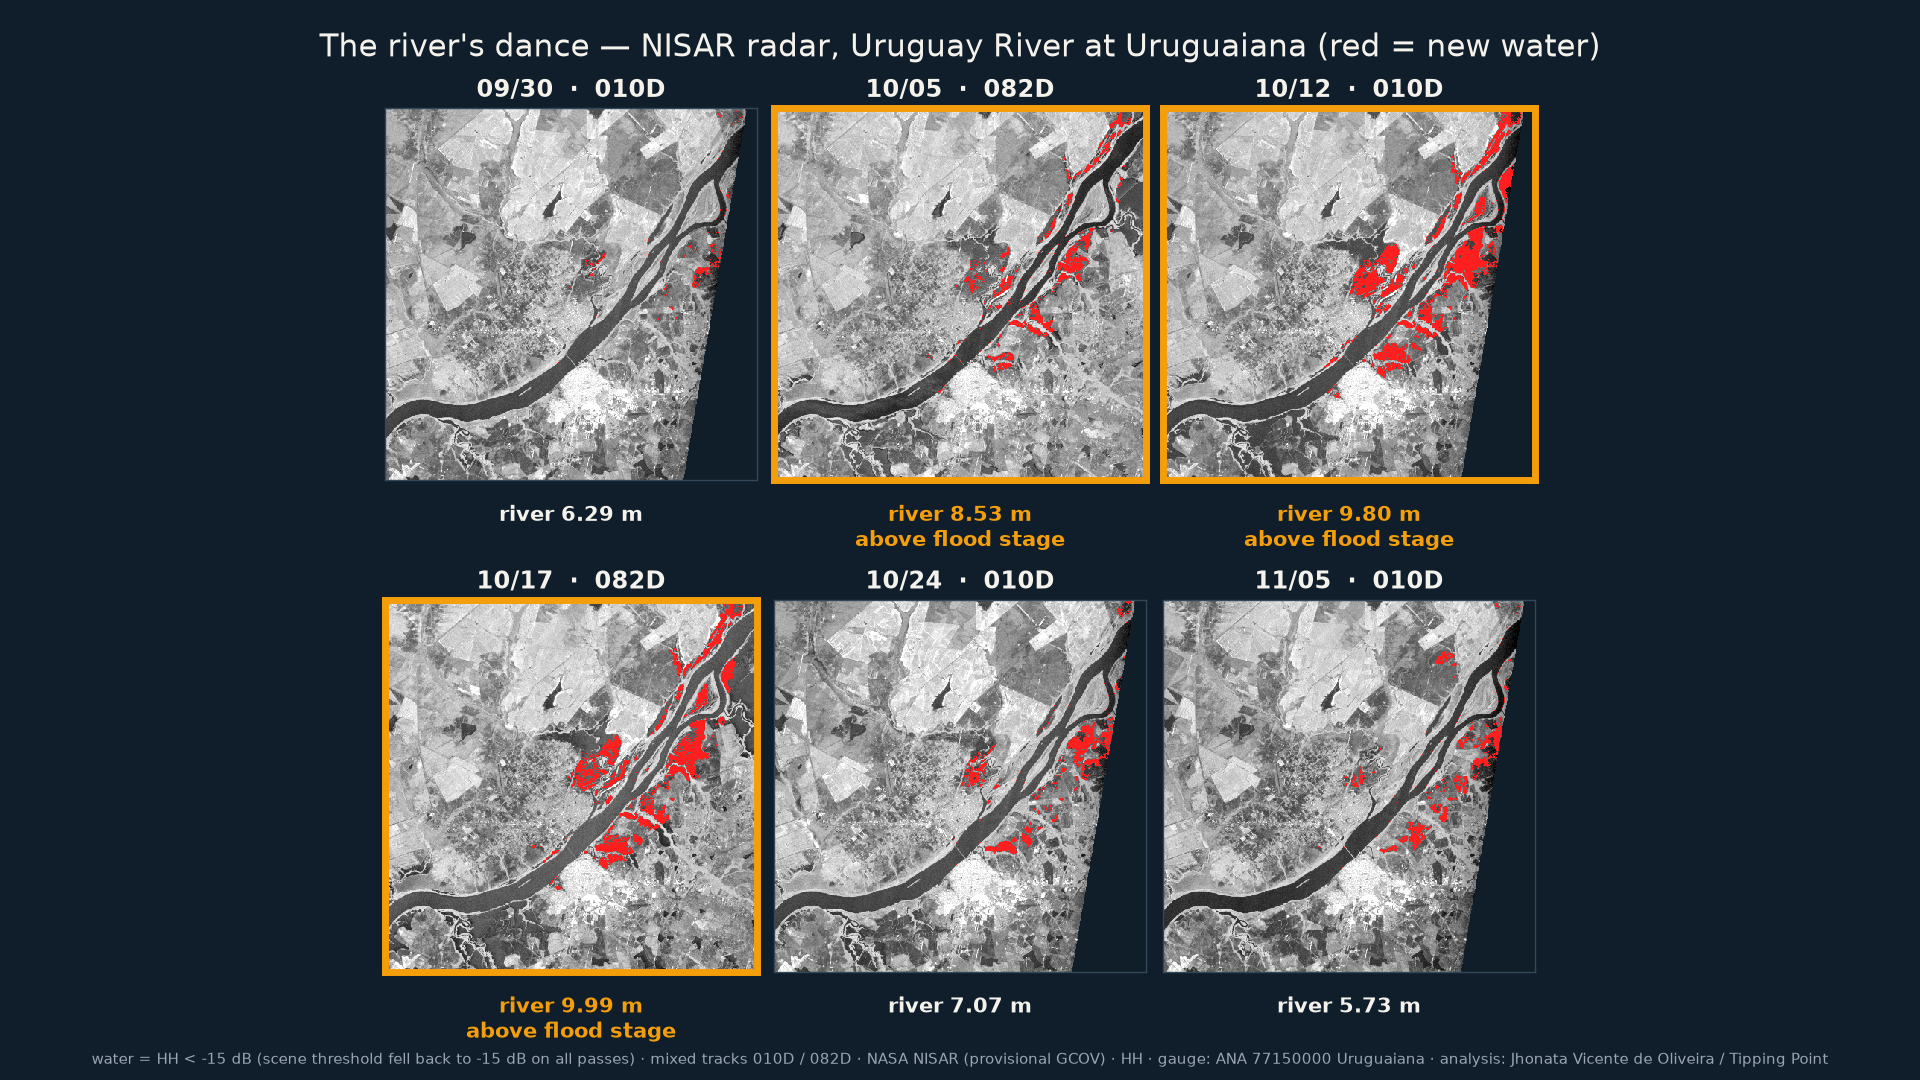 The river's dance — NISAR radar, Uruguay River at Uruguaiana (red = new water)
09/30 · 010D
10/05 · 082D
10/12 · 010D
river 6.29 m
river 8.53 m
above flood stage
river 9.80 m
above flood stage
10/17 · 082D
10/24 · 010D
11/05 · 010D
river 9.99 m
above flood stage
river 7.07 m
river 5.73 m
water = HH < -15 dB (scene threshold fell back to -15 dB on all passes) · mixed tracks 010D / 082D · NASA NISAR (provisional GCOV) · HH · gauge: ANA 77150000 Uruguaiana · analysis: Jhonata Vicente de Oliveira / Tipping Point